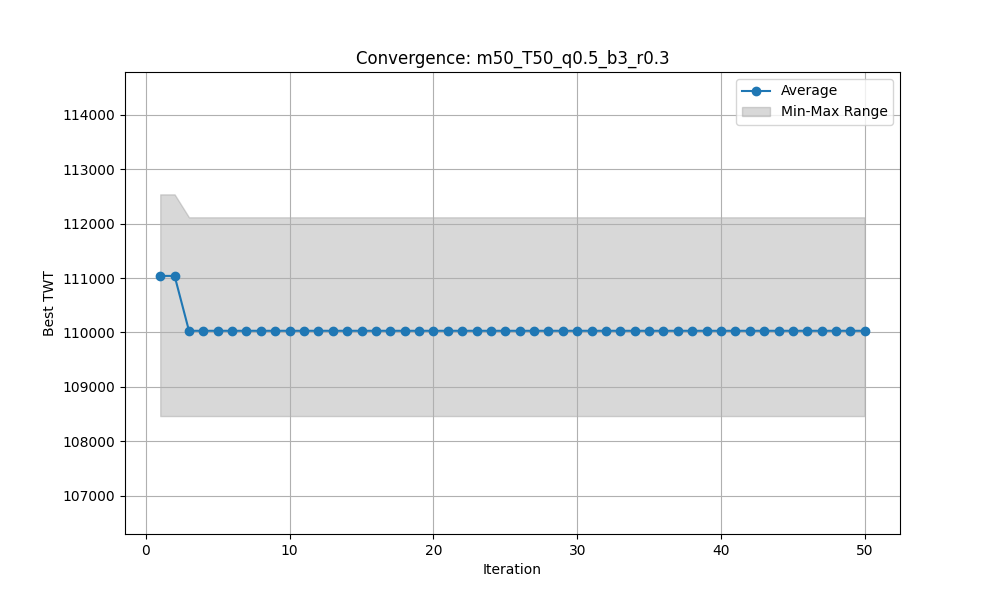 Convergence: m50_T50_q0.5_b3_r0.3
Average
Min-Max Range
114000
113000
112000
111000
110000
109000
108000
107000
Best TWT
0 10 20 30 40 50
Iteration